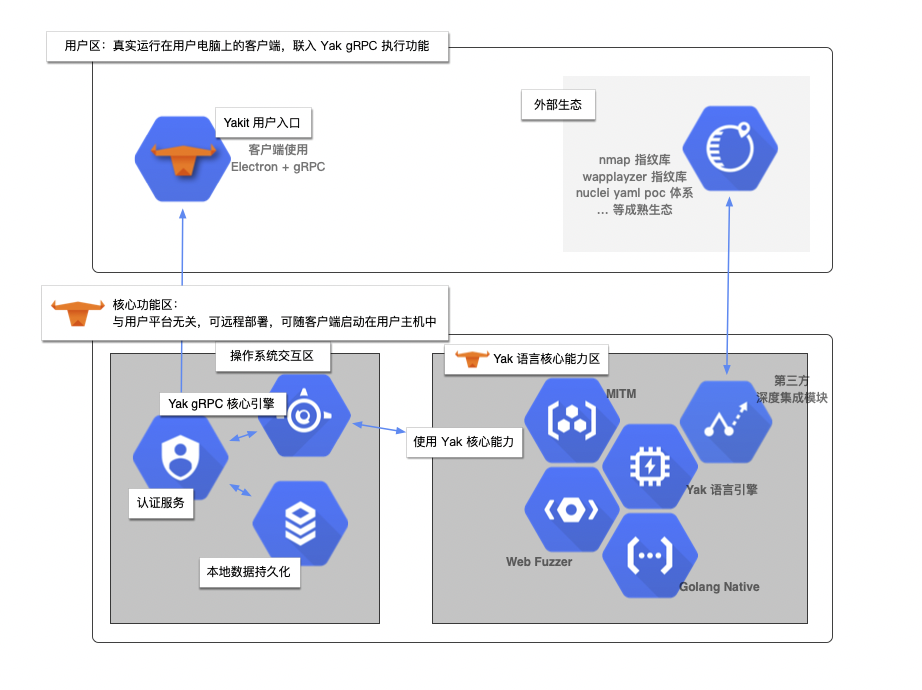 用户区：真实运行在用户电脑上的客户端，联入 Yak gRPC 执行功能
Yakit 用户入口
客户端使用
Electron + gRPC
外部生态
nmap 指纹库
wapplayzer 指纹库
nuclei yaml poc 体系
... 等成熟生态
核心功能区：
与用户平台无关，可远程部署，可随客户端启动在用户主机中
操作系统交互区
Yak gRPC 核心引擎
认证服务
本地数据持久化
使用 Yak 核心能力
Yak 语言核心能力区
MITM
第三方
深度集成模块
Yak 语言引擎
Web Fuzzer
Golang Native